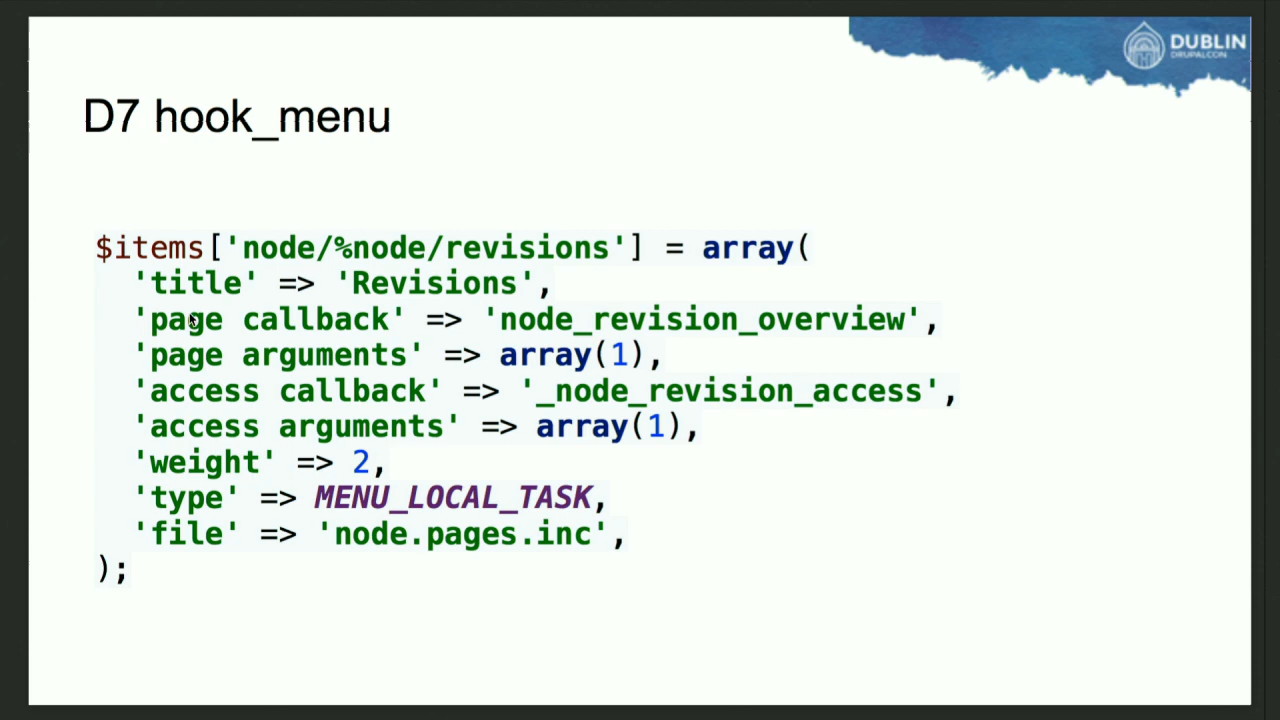 DUBLIN
DRUPALCON
D7 hook_menu
$items['node/%node/revisions'] = array(
  'title' => 'Revisions',
  'page callback' => 'node_revision_overview',
  'page arguments' => array(1),
  'access callback' => '_node_revision_access',
  'access arguments' => array(1),
  'weight' => 2,
  'type' => MENU_LOCAL_TASK,
  'file' => 'node.pages.inc',
);